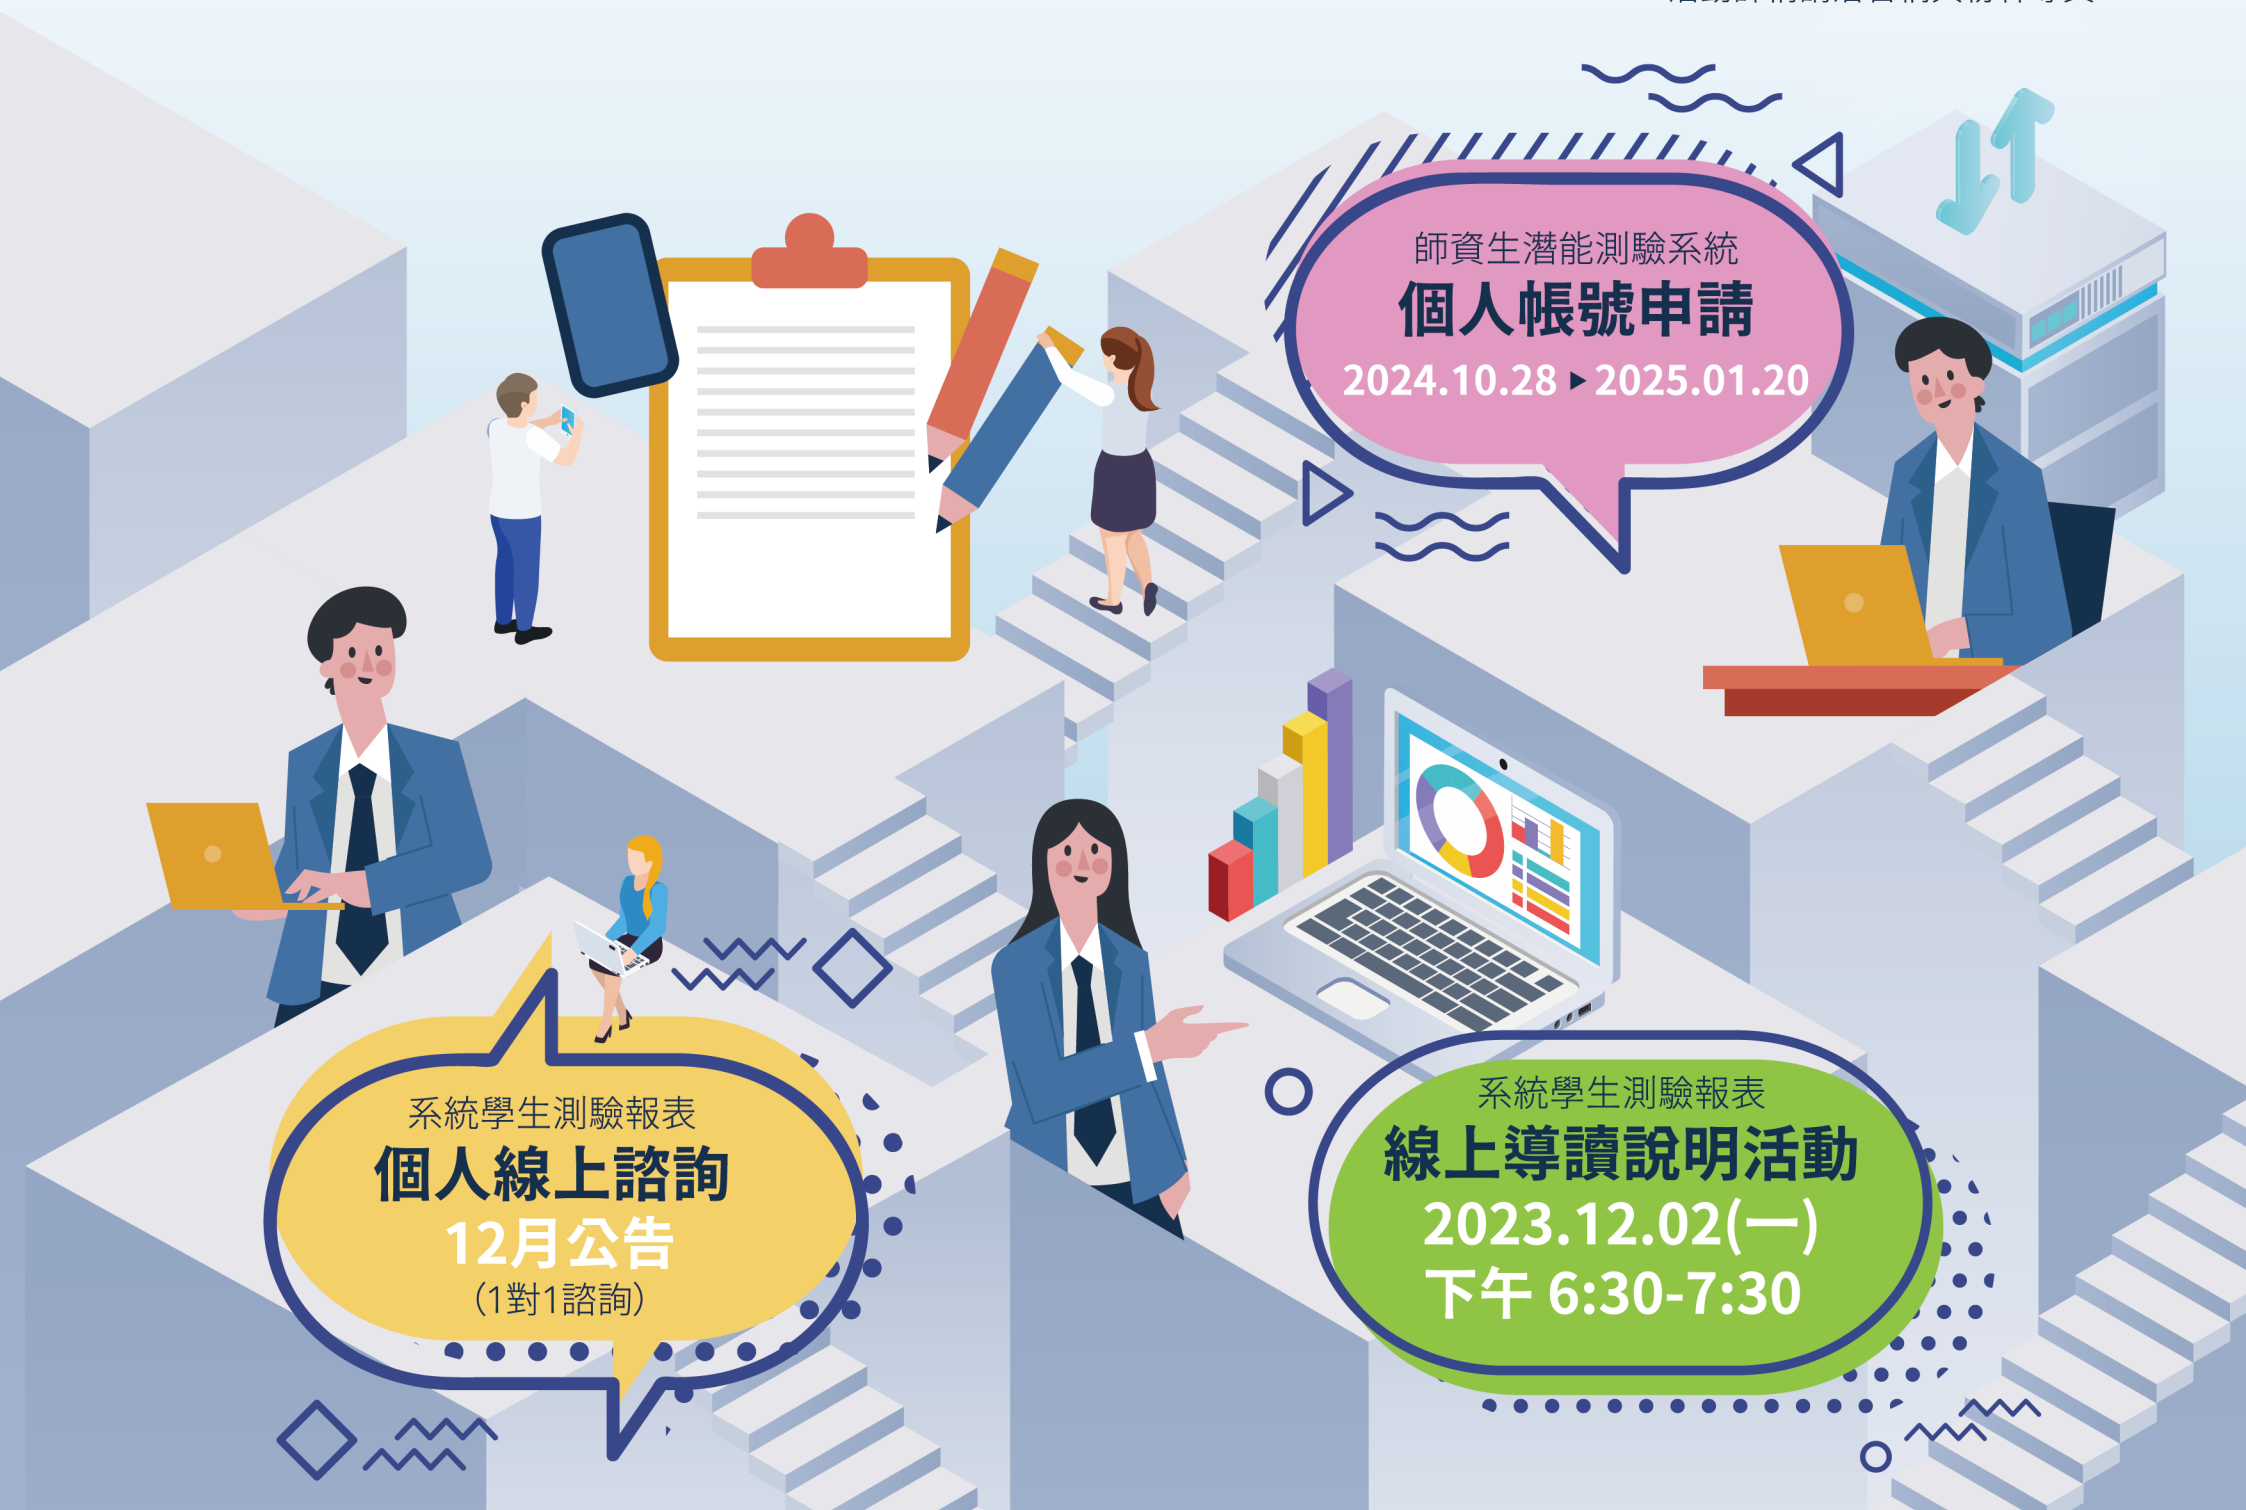 師資生潛能測驗系統
個人帳號申請
2024.10.28 ▶ 2025.01.20
系統學生測驗報表
個人線上諮詢
12月公告
(1對1諮詢)
系統學生測驗報表
線上導讀說明活動
2023.12.02(一)
下午 6:30-7:30